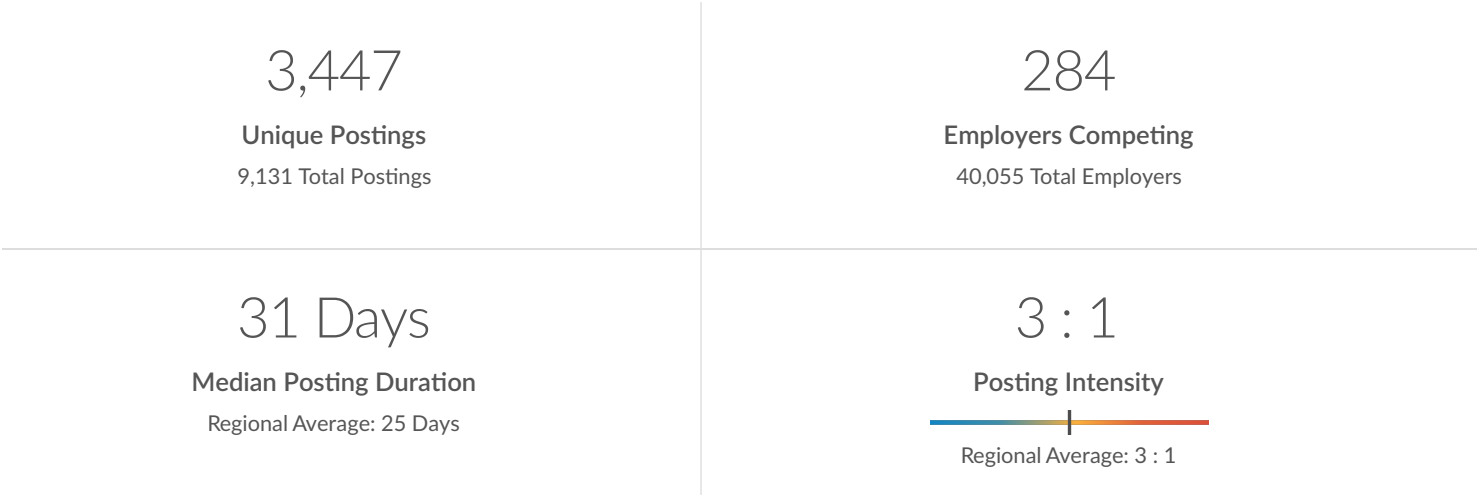 3,447
Unique Postings
9,131 Total Postings
284
Employers Competing
40,055 Total Employers
31 Days
Median Posting Duration
Regional Average: 25 Days
3 : 1
Posting Intensity
Regional Average: 3 : 1